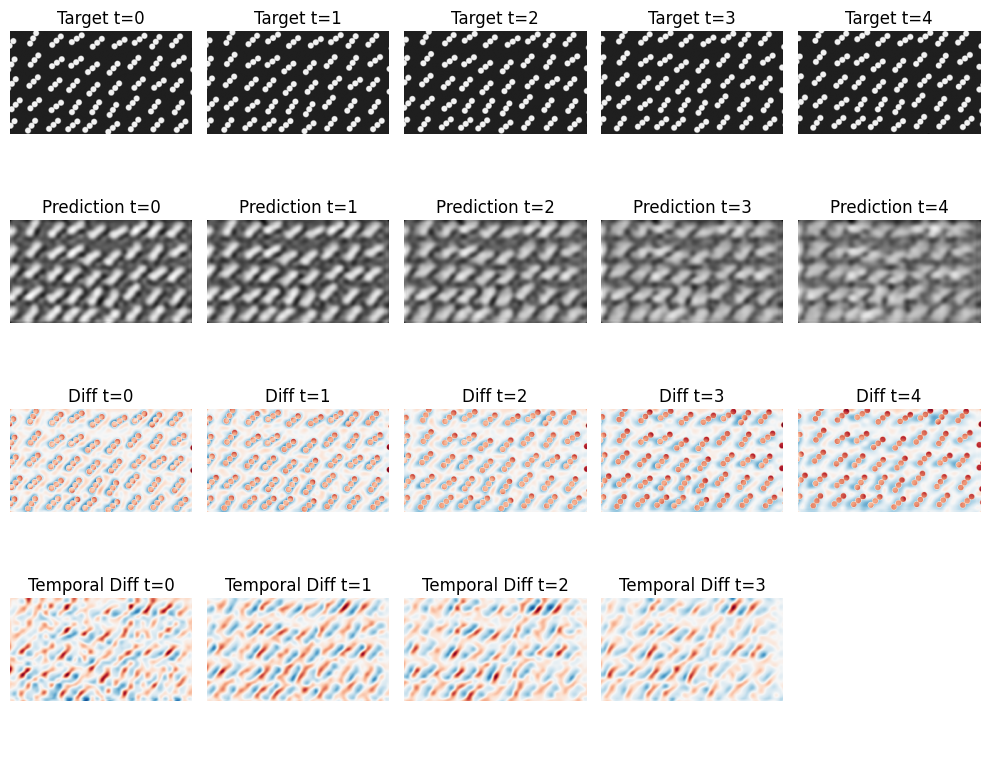 Target t=0 Target t=1 Target t=2 Target t=3 Target t=4
Prediction t=0 Prediction t=1 Prediction t=2 Prediction t=3 Prediction t=4
Diff t=0 Diff t=1 Diff t=2 Diff t=3 Diff t=4
Temporal Diff t=0 Temporal Diff t=1 Temporal Diff t=2 Temporal Diff t=3